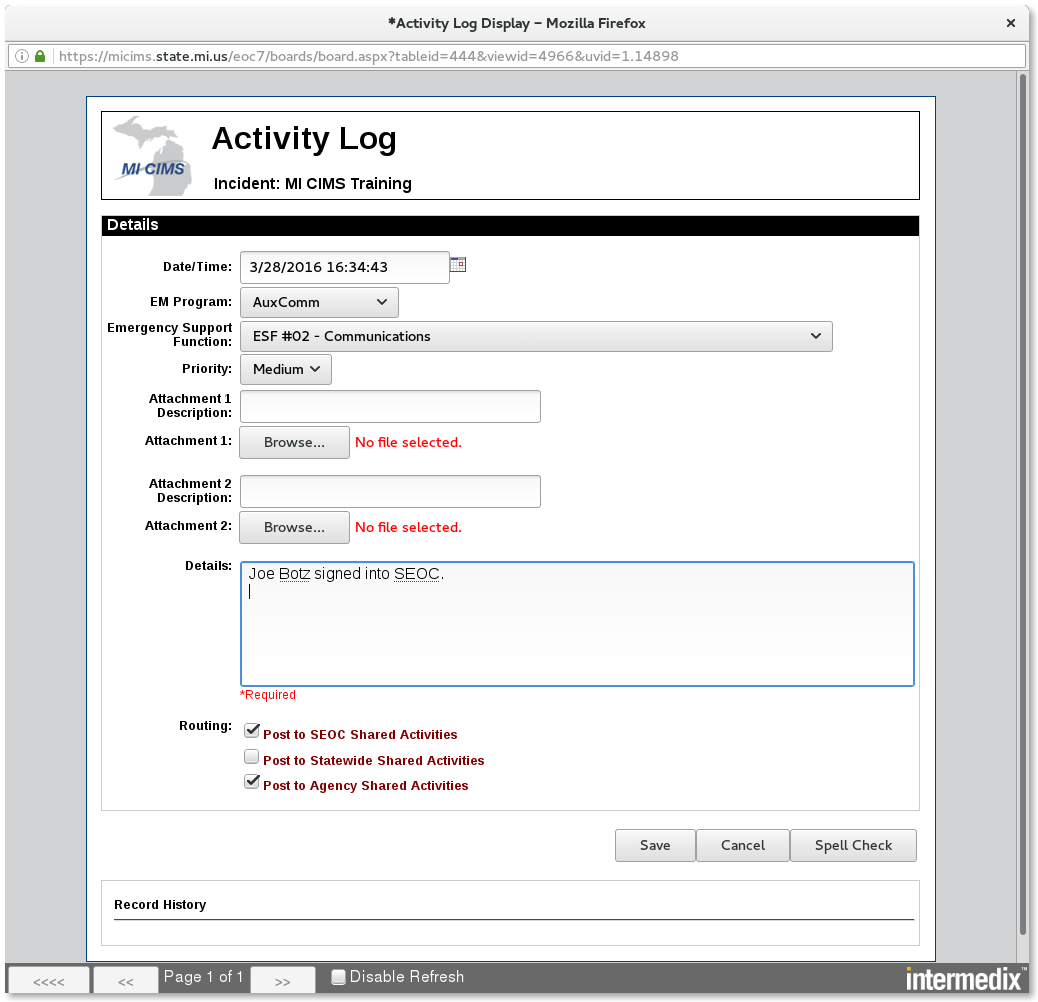 *Activity Log Display – Mozilla Firefox
https://micims.state.mi.us/eoc7/boards/board.aspx?tableid=444&viewid=4966&uvid=1.14898
MI CIMS
Activity Log
Incident: MI CIMS Training
Details
Date/Time: 3/28/2016 16:34:43
EM Program: AuxComm
Emergency Support
Function: ESF #02 - Communications
Priority: Medium
Attachment 1
Description:
Attachment 1: Browse... No file selected.
Attachment 2
Description:
Attachment 2: Browse... No file selected.
Details: Joe Botz signed into SEOC.
*Required
Routing: Post to SEOC Shared Activities
Post to Statewide Shared Activities
Post to Agency Shared Activities
Save Cancel Spell Check
Record History
<<<< << Page 1 of 1 >> Disable Refresh intermedix™